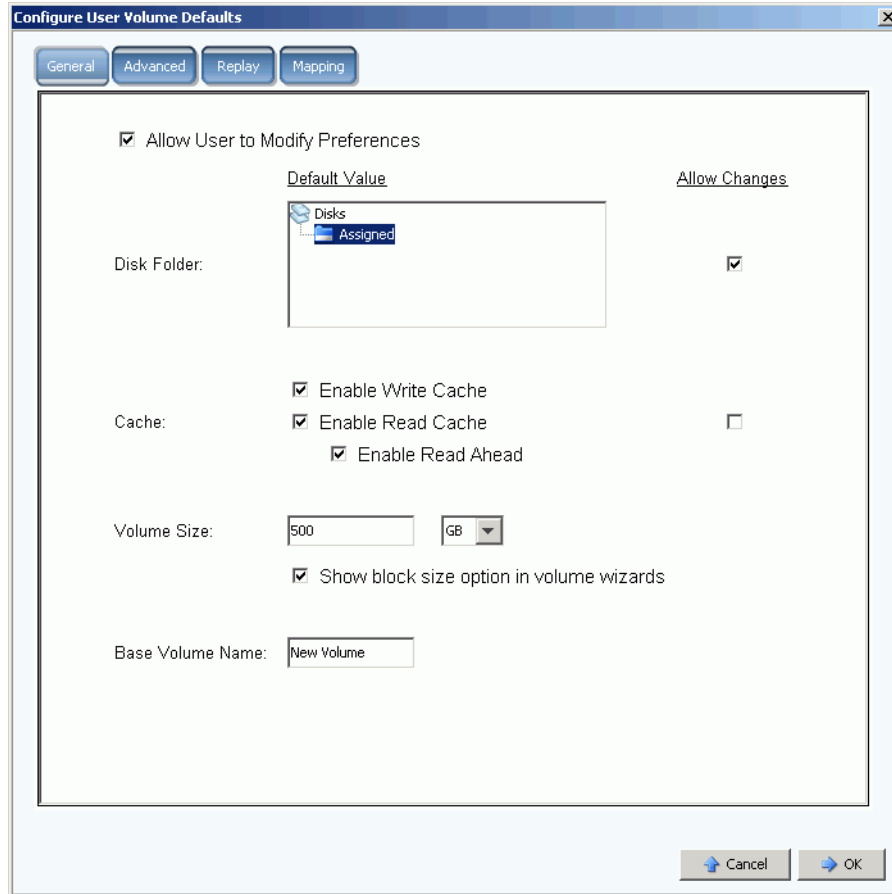 Configure User Volume Defaults
General Advanced Replay Mapping
Allow User to Modify Preferences
Default Value Allow Changes
Disks
Assigned
Disk Folder:
Enable Write Cache
Cache: Enable Read Cache
Enable Read Ahead
Volume Size: 500 GB
Show block size option in volume wizards
Base Volume Name: New Volume
Cancel OK